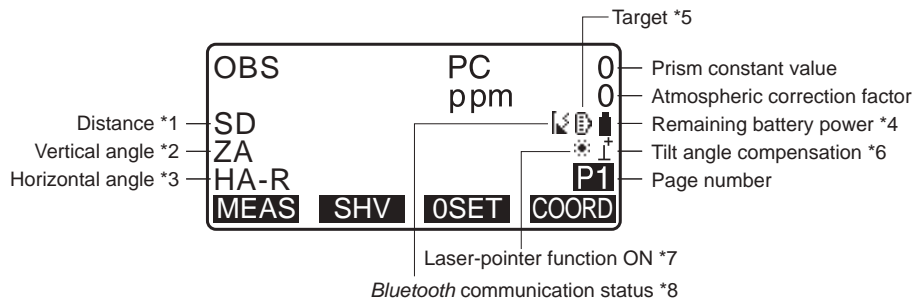 Target *5
OBS PC 0 Prism constant value
ppm 0 Atmospheric correction factor
Distance *1 SD Remaining battery power *4
Vertical angle *2 ZA Tilt angle compensation *6
Horizontal angle *3 HA-R P1 Page number
MEAS SHV 0SET COORD
Laser-pointer function ON *7
Bluetooth communication status *8